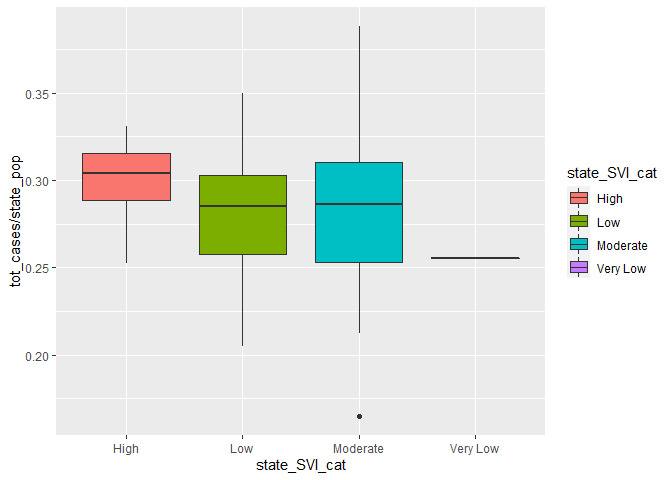 tot_cases/state_pop
0.35
0.30
0.25
0.20
High
Low
Moderate
Very Low
state_SVI_cat
state_SVI_cat
High
Low
Moderate
Very Low